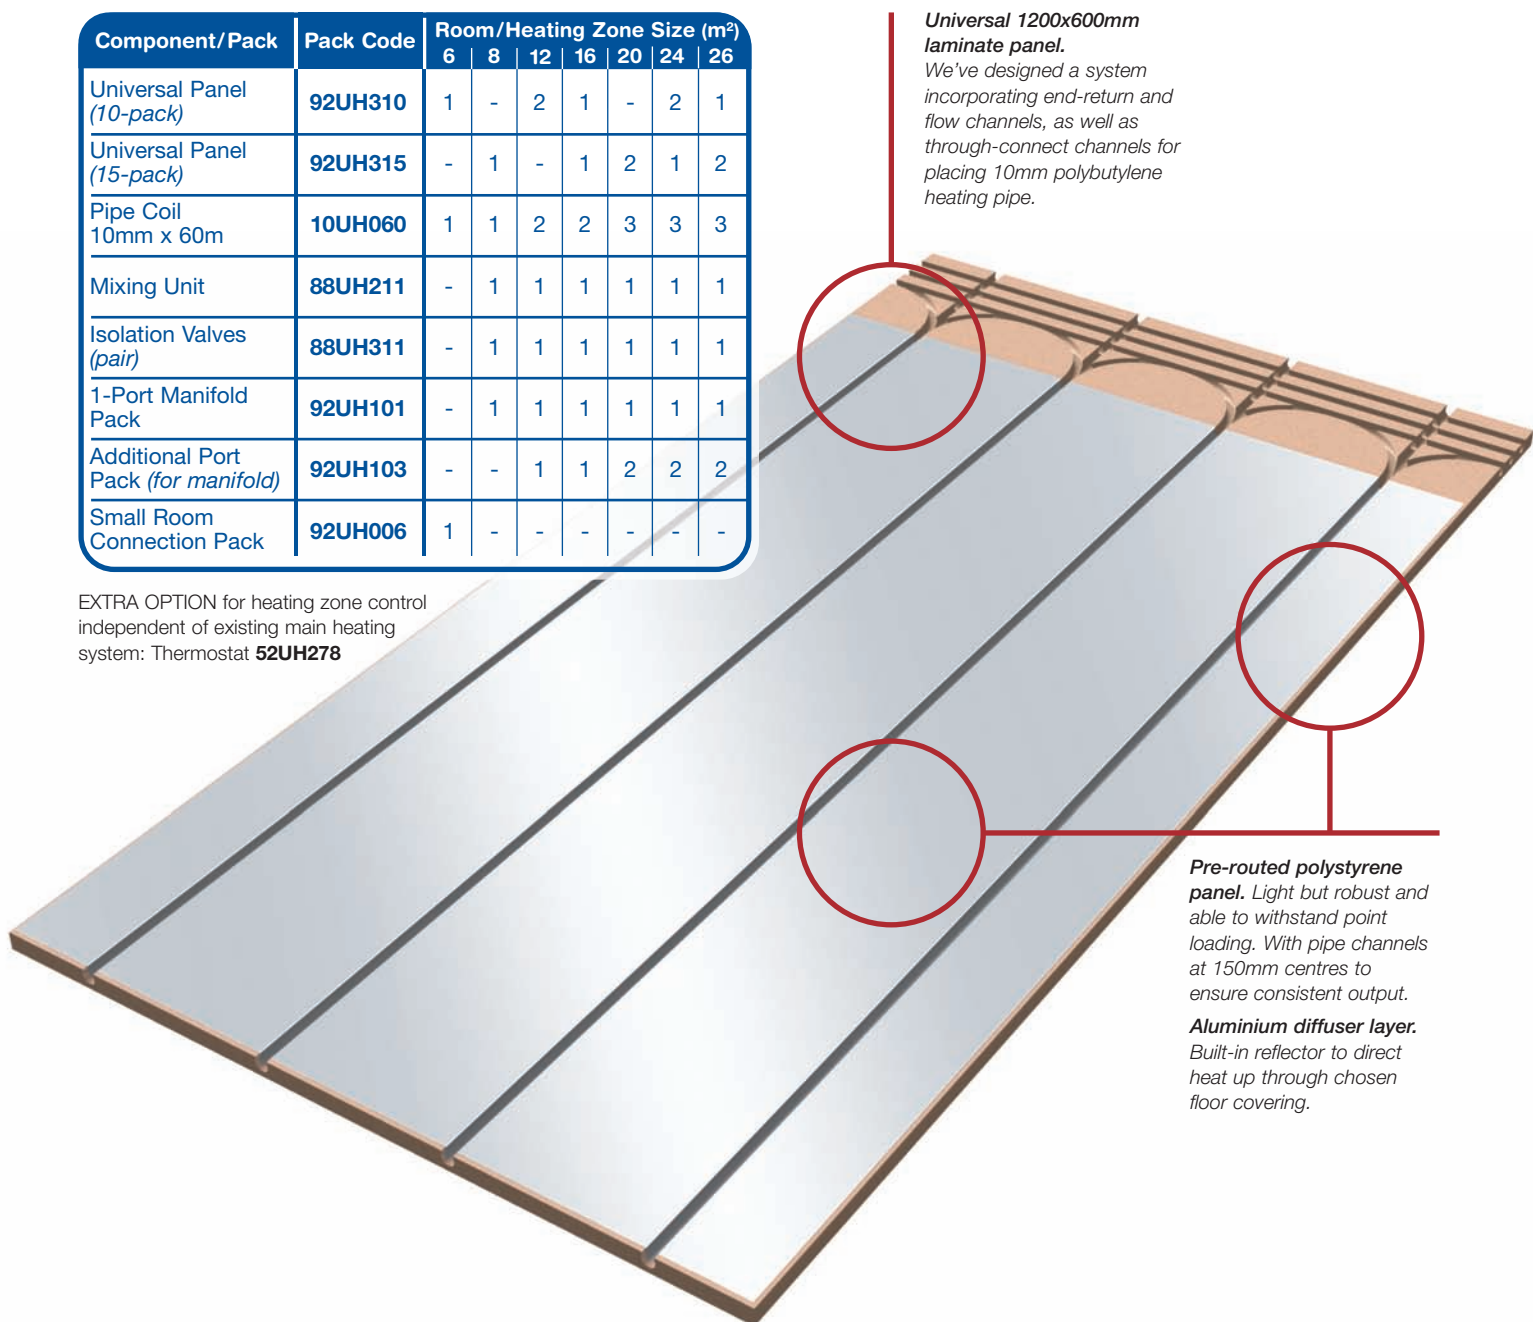 Component/Pack Pack Code Room/Heating Zone Size (m²)
6 8 12 16 20 24 26
Universal Panel
(10-pack) 92UH310 1 - 2 1 - 2 1
Universal Panel
(15-pack) 92UH315 - 1 - 1 2 1 2
Pipe Coil
10mm x 60m 10UH060 1 1 2 2 3 3 3
Mixing Unit 88UH211 - 1 1 1 1 1 1
Isolation Valves
(pair) 88UH311 - 1 1 1 1 1 1
1-Port Manifold
Pack 92UH101 - 1 1 1 1 1 1
Additional Port
Pack (for manifold) 92UH103 - - 1 1 2 2 2
Small Room
Connection Pack 92UH006 1 - - - - - -
EXTRA OPTION for heating zone control
independent of existing main heating
system: Thermostat 52UH278
Universal 1200x600mm
laminate panel.
We've designed a system
incorporating end-return and
flow channels, as well as
through-connect channels for
placing 10mm polybutylene
heating pipe.
Pre-routed polystyrene
panel. Light but robust and
able to withstand point
loading. With pipe channels
at 150mm centres to
ensure consistent output.
Aluminium diffuser layer.
Built-in reflector to direct
heat up through chosen
floor covering.